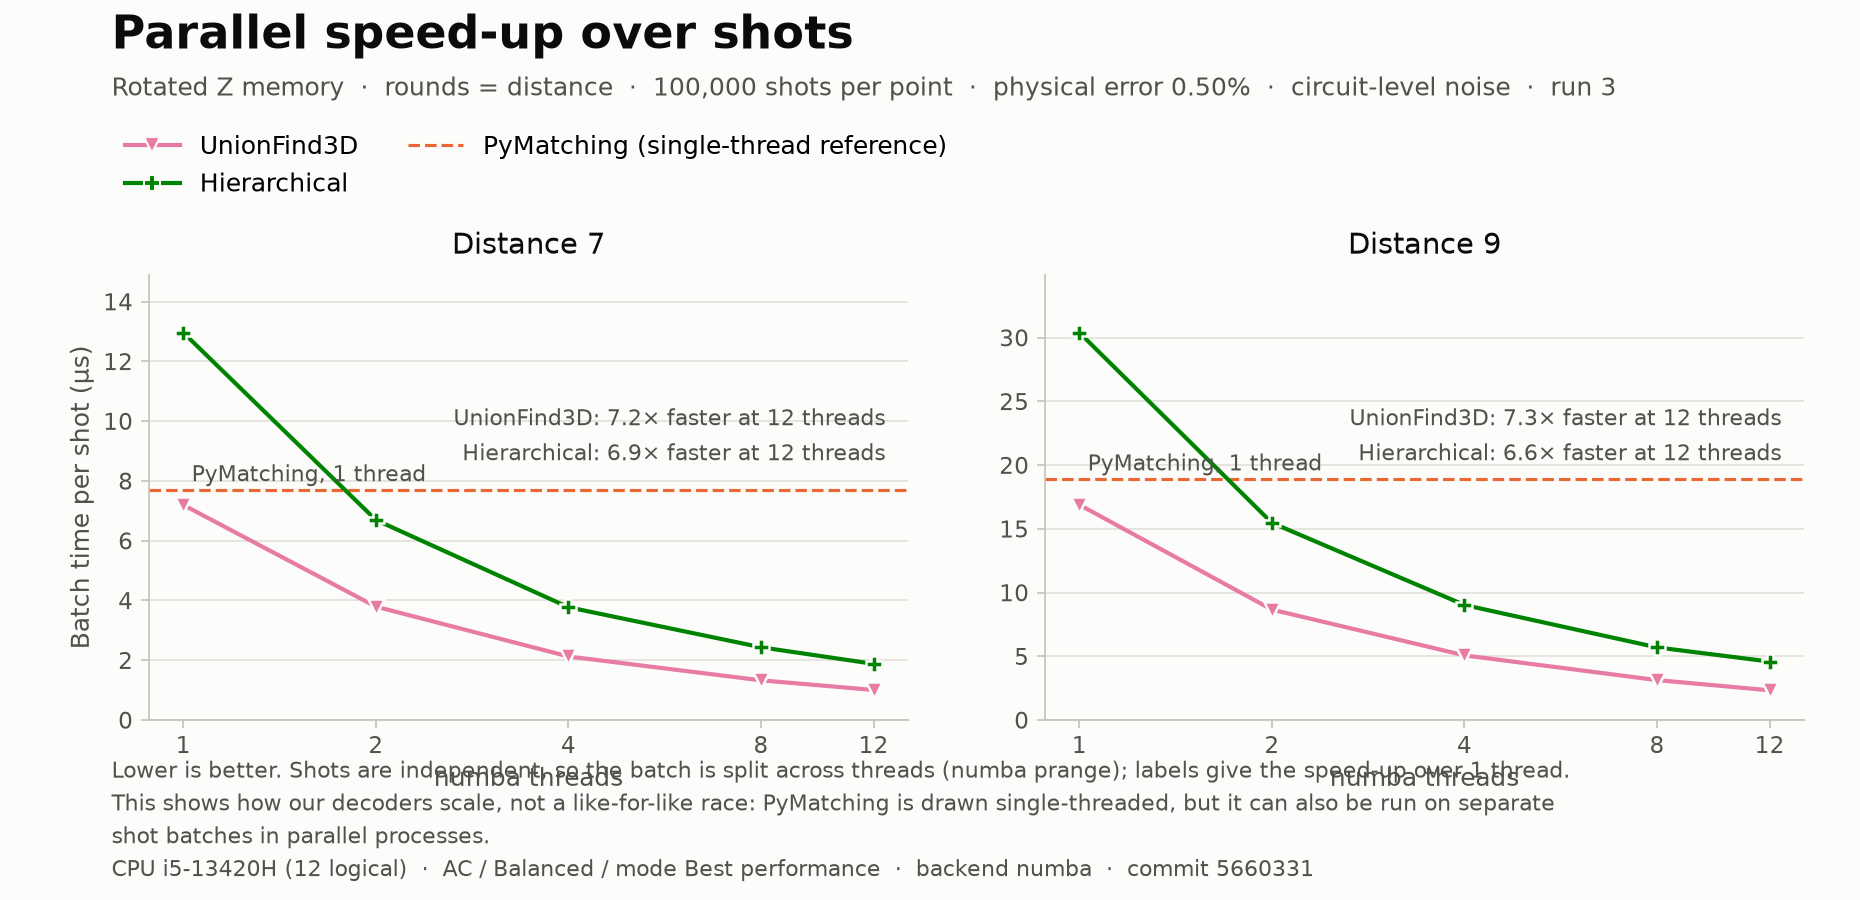 Parallel speed-up over shots
Rotated Z memory · rounds = distance · 100,000 shots per point · physical error 0.50% · circuit-level noise · run 3
UnionFind3D
PyMatching (single-thread reference)
Hierarchical
Distance 7
Batch time per shot (µs)
14
12
10
8
6
4
2
0
UnionFind3D: 7.2× faster at 12 threads
Hierarchical: 6.9× faster at 12 threads
PyMatching, 1 thread
1 2 4 8 12
numba threads
Distance 9
30
25
20
15
10
5
0
UnionFind3D: 7.3× faster at 12 threads
Hierarchical: 6.6× faster at 12 threads
PyMatching, 1 thread
1 2 4 8 12
numba threads
Lower is better. Shots are independent, so the batch is split across threads (numba prange); labels give the speed-up over 1 thread.
This shows how our decoders scale, not a like-for-like race: PyMatching is drawn single-threaded, but it can also be run on separate
shot batches in parallel processes.
CPU i5-13420H (12 logical) · AC / Balanced / mode Best performance · backend numba · commit 5660331